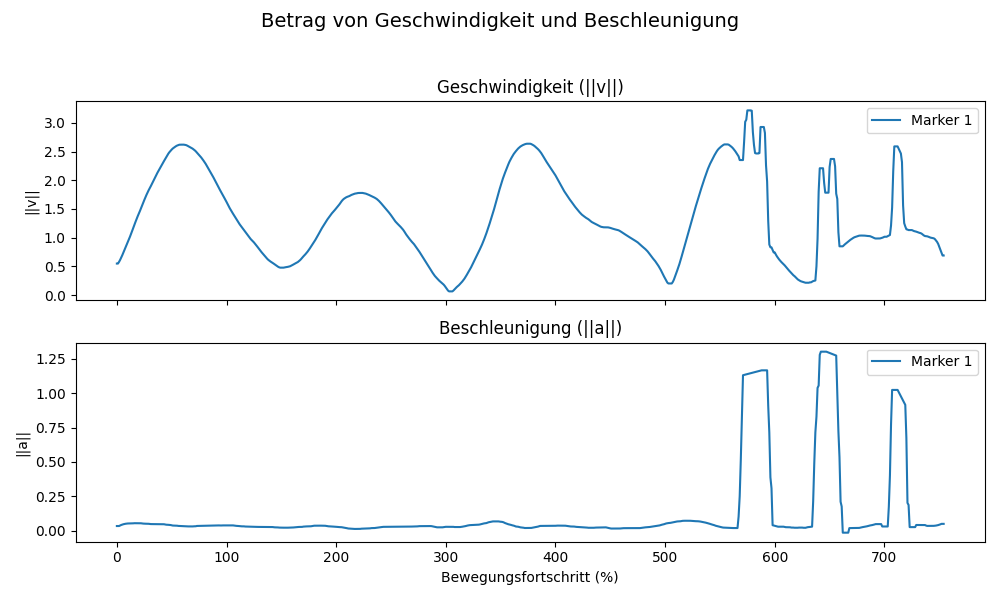 Betrag von Geschwindigkeit und Beschleunigung
Geschwindigkeit (||v||)
Marker 1
||v||
3.0
2.5
2.0
1.5
1.0
0.5
0.0
Beschleunigung (||a||)
Marker 1
||a||
1.25
1.00
0.75
0.50
0.25
0.00
0 100 200 300 400 500 600 700
Bewegungsfortschritt (%)